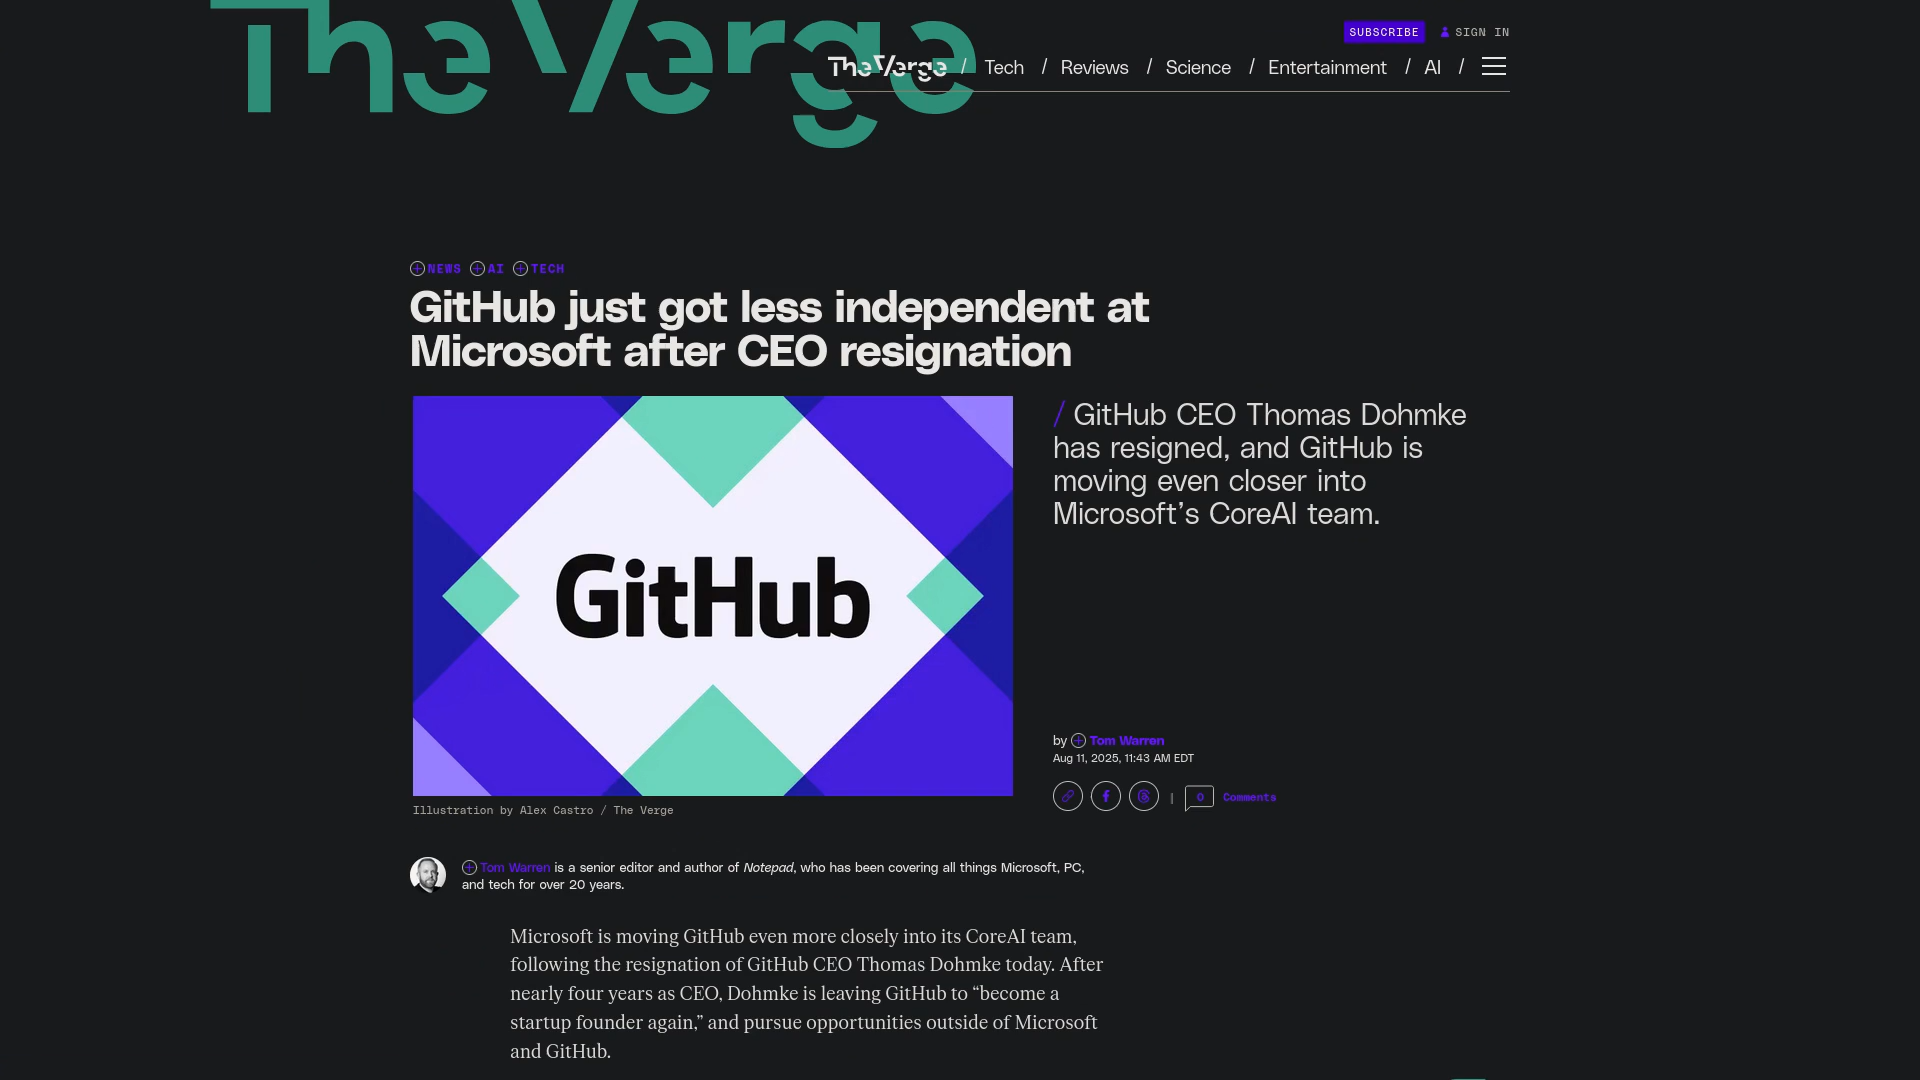 The Verge
SUBSCRIBE SIGN IN
The Verge / Tech / Reviews / Science / Entertainment / AI /
NEWS AI TECH
GitHub just got less independent at
Microsoft after CEO resignation
GitHub
/ GitHub CEO Thomas Dohmke
has resigned, and GitHub is
moving even closer into
Microsoft’s CoreAI team.
by Tom Warren
Aug 11, 2025, 11:43 AM EDT
| 0 Comments
Illustration by Alex Castro / The Verge
Tom Warren is a senior editor and author of Notepad, who has been covering all things Microsoft, PC,
and tech for over 20 years.
Microsoft is moving GitHub even more closely into its CoreAI team,
following the resignation of GitHub CEO Thomas Dohmke today. After
nearly four years as CEO, Dohmke is leaving GitHub to “become a
startup founder again,” and pursue opportunities outside of Microsoft
and GitHub.